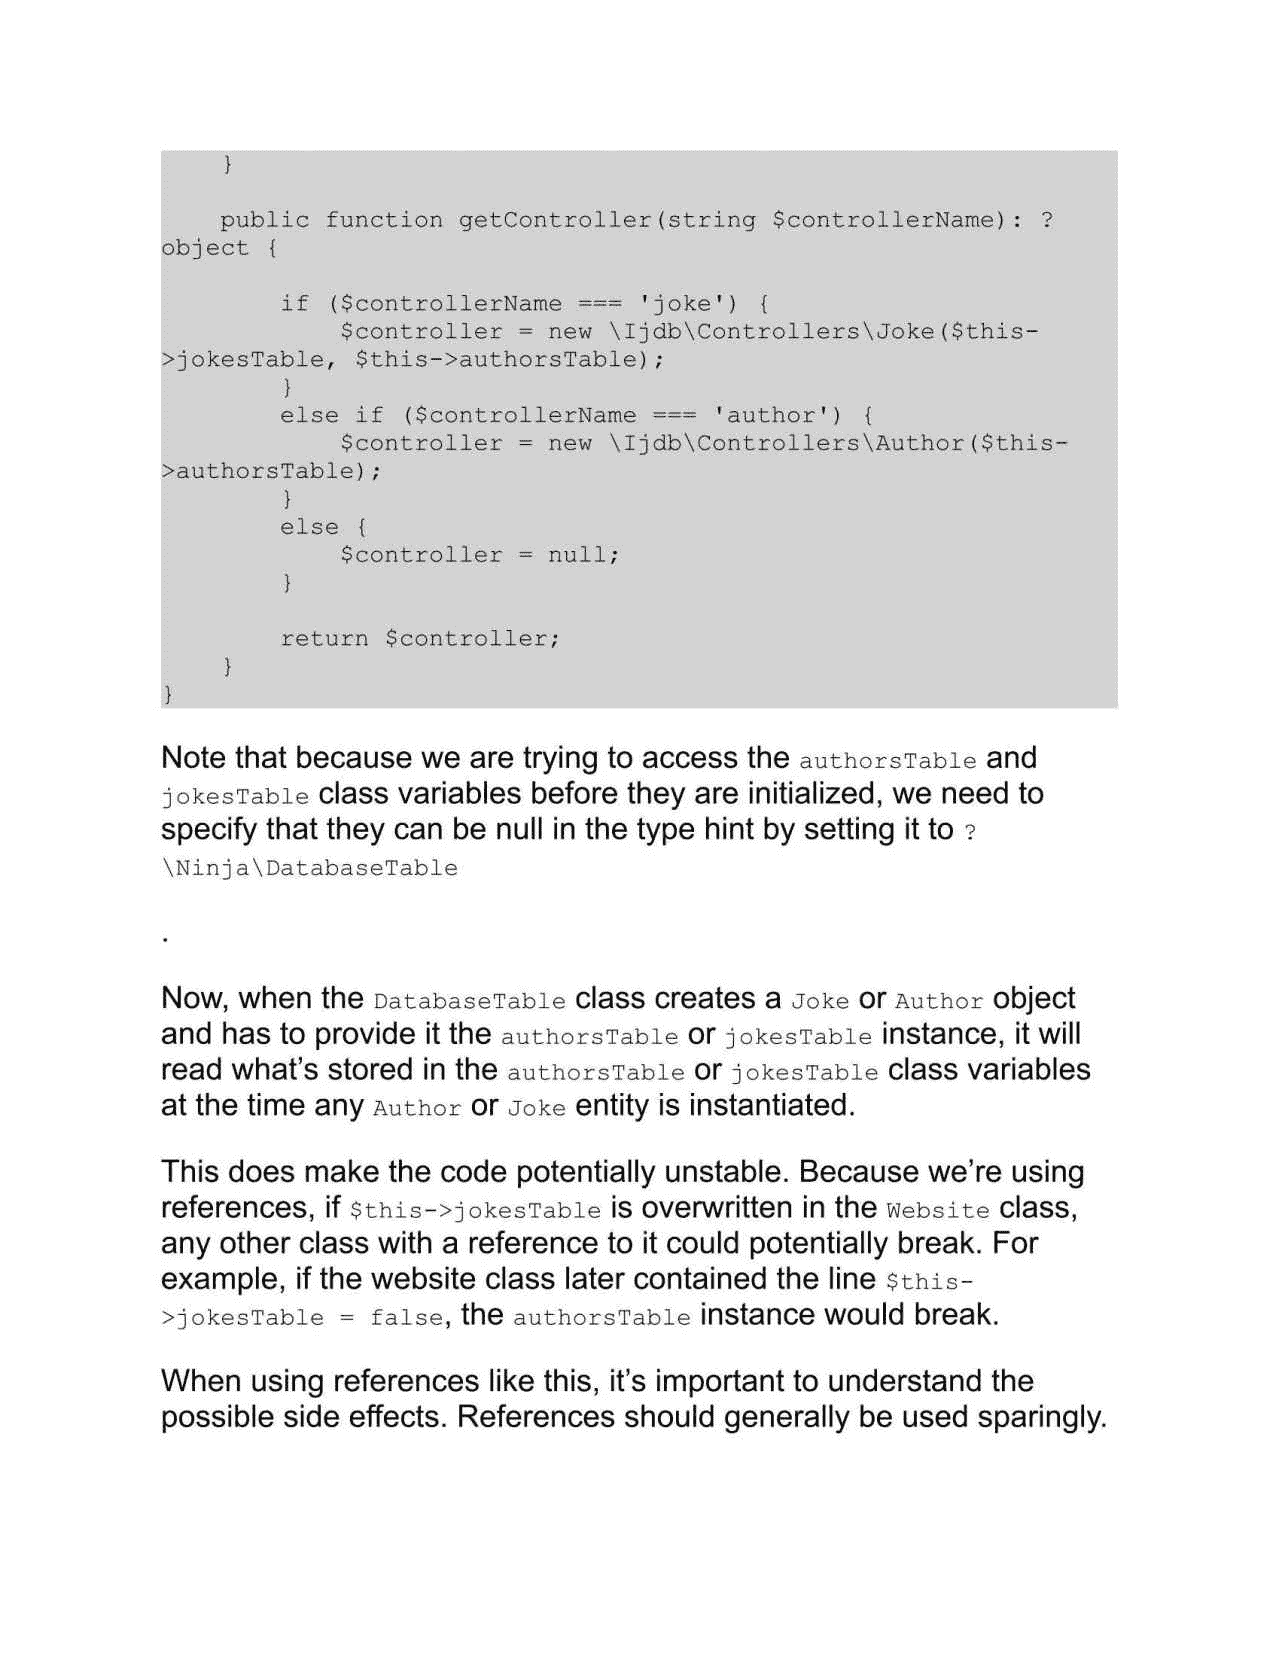 }

    public function getController(string $controllerName): ?
object {

        if ($controllerName === 'joke') {
            $controller = new \Ijdb\Controllers\Joke($this-
>jokesTable, $this->authorsTable);
        }
        else if ($controllerName === 'author') {
            $controller = new \Ijdb\Controllers\Author($this-
>authorsTable);
        }
        else {
            $controller = null;
        }

        return $controller;
    }
}
Note that because we are trying to access the authorsTable and
jokesTable class variables before they are initialized, we need to
specify that they can be null in the type hint by setting it to ?
\Ninja\DatabaseTable
.
Now, when the DatabaseTable class creates a Joke or Author object
and has to provide it the authorsTable or jokesTable instance, it will
read what’s stored in the authorsTable or jokesTable class variables
at the time any Author or Joke entity is instantiated.
This does make the code potentially unstable. Because we’re using
references, if $this->jokesTable is overwritten in the Website class,
any other class with a reference to it could potentially break. For
example, if the website class later contained the line $this-
>jokesTable = false, the authorsTable instance would break.
When using references like this, it’s important to understand the
possible side effects. References should generally be used sparingly.